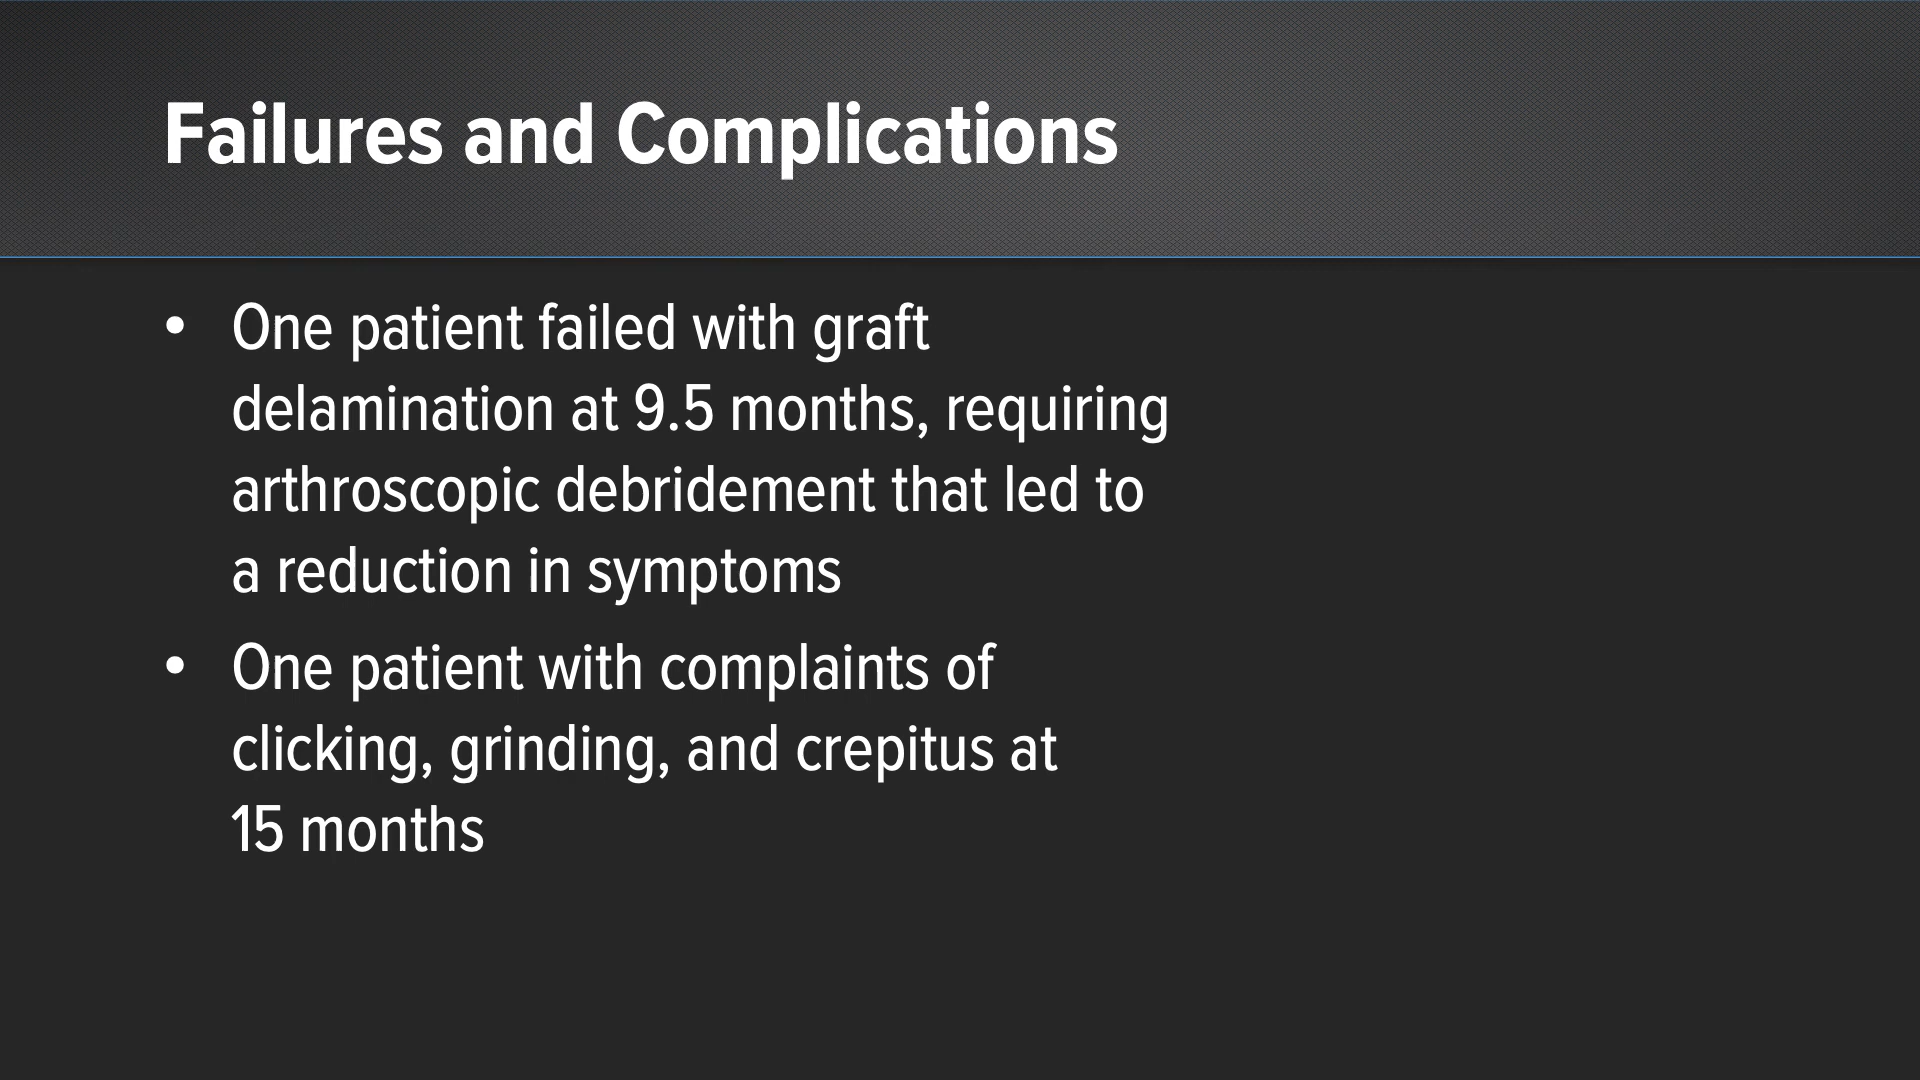 Failures and Complications
• One patient failed with graft
delamination at 9.5 months, requiring
arthroscopic debridement that led to
a reduction in symptoms
• One patient with complaints of
clicking, grinding, and crepitus at
15 months